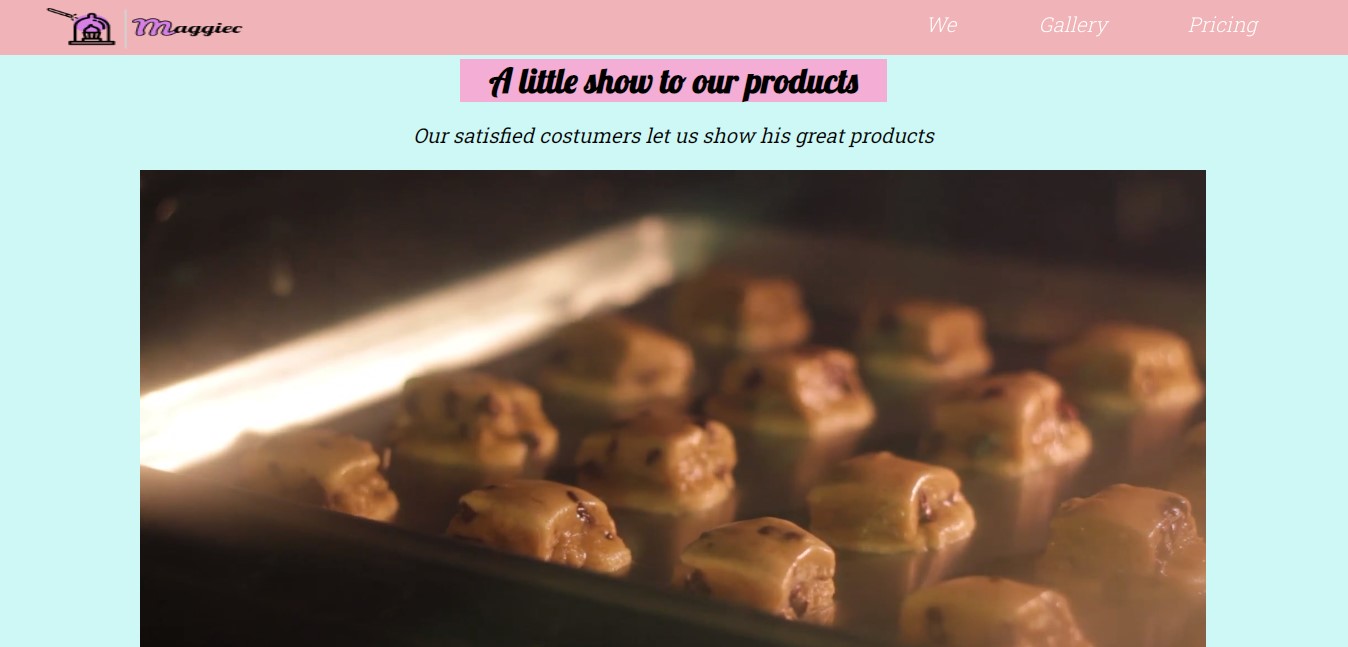 Maggiec
We Gallery Pricing
A little show to our products
Our satisfied costumers let us show his great products